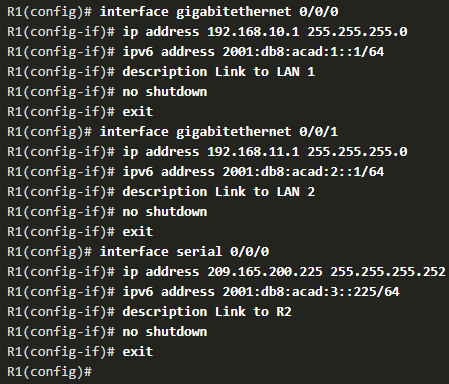 R1(config)# interface gigabitethernet 0/0/0
R1(config-if)# ip address 192.168.10.1 255.255.255.0
R1(config-if)# ipv6 address 2001:db8:acad:1::1/64
R1(config-if)# description Link to LAN 1
R1(config-if)# no shutdown
R1(config-if)# exit
R1(config)# interface gigabitethernet 0/0/1
R1(config-if)# ip address 192.168.11.1 255.255.255.0
R1(config-if)# ipv6 address 2001:db8:acad:2::1/64
R1(config-if)# description Link to LAN 2
R1(config-if)# no shutdown
R1(config-if)# exit
R1(config)# interface serial 0/0/0
R1(config-if)# ip address 209.165.200.225 255.255.255.252
R1(config-if)# ipv6 address 2001:db8:acad:3::225/64
R1(config-if)# description Link to R2
R1(config-if)# no shutdown
R1(config-if)# exit
R1(config)#